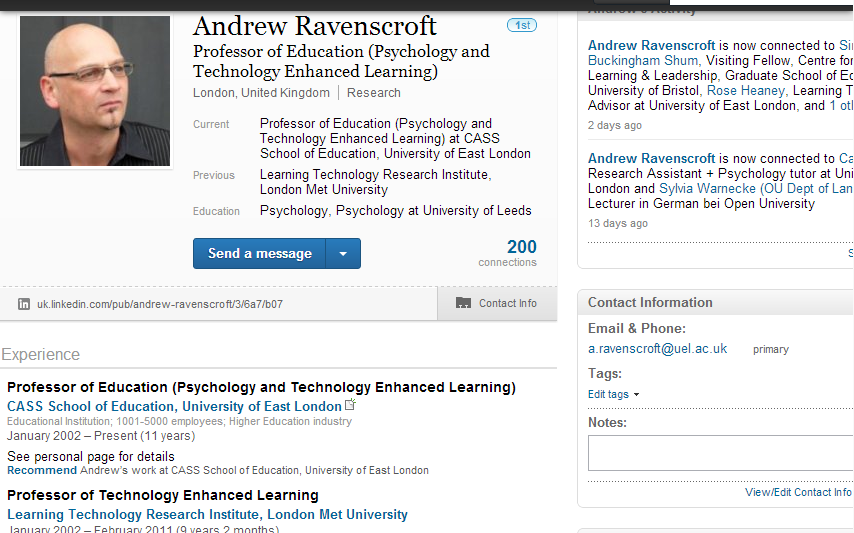 Andrew Ravenscroft
1st
Professor of Education (Psychology and
Technology Enhanced Learning)
London, United Kingdom
Research
Current
Professor of Education (Psychology and
Technology Enhanced Learning) at CASS
School of Education, University of East London
Previous
Learning Technology Research Institute,
London Met University
Education
Psychology, Psychology at University of Leeds
Send a message
200
connections
uk.linkedin.com/pub/andrew-ravenscroft/3/6a7/b07
Contact Info
Experience
Professor of Education (Psychology and Technology Enhanced Learning)
CASS School of Education, University of East London
Educational Institution; 1001-5000 employees; Higher Education industry
January 2002 – Present (11 years)
See personal page for details
Recommend Andrew's work at CASS School of Education, University of East London
Professor of Technology Enhanced Learning
Learning Technology Research Institute, London Met University
January 2002 – February 2011 (9 years 2 months)
Andrew's Activity
Andrew Ravenscroft is now connected to
Buckingham Shum, Visiting Fellow, Centre for
Learning & Leadership, Graduate School of
University of Bristol, Rose Heaney, Learning
Advisor at University of East London, and 1
2 days ago
Andrew Ravenscroft is now connected to
Research Assistant + Psychology tutor at
London and Sylvia Warnecke (OU Dept of
Lecturer in German bei Open University
13 days ago
Contact Information
Email & Phone:
a.ravenscroft@uel.ac.uk
primary
Tags:
Edit tags
Notes:
View/Edit Contact Info